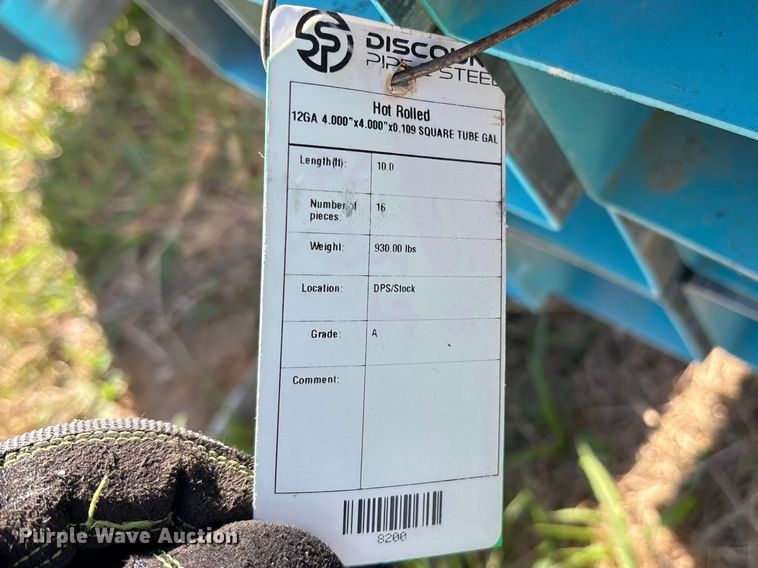 DISCOUN
PIPE STEEL
Hot Rolled
12GA 4.000"x4.000"x0.109 SQUARE TUBE GAL
Length(ft): 10.0
Number of pieces: 16
Weight: 930.00 lbs
Location: DPS/Stock
Grade: A
Comment:
8200
Purple Wave Auction